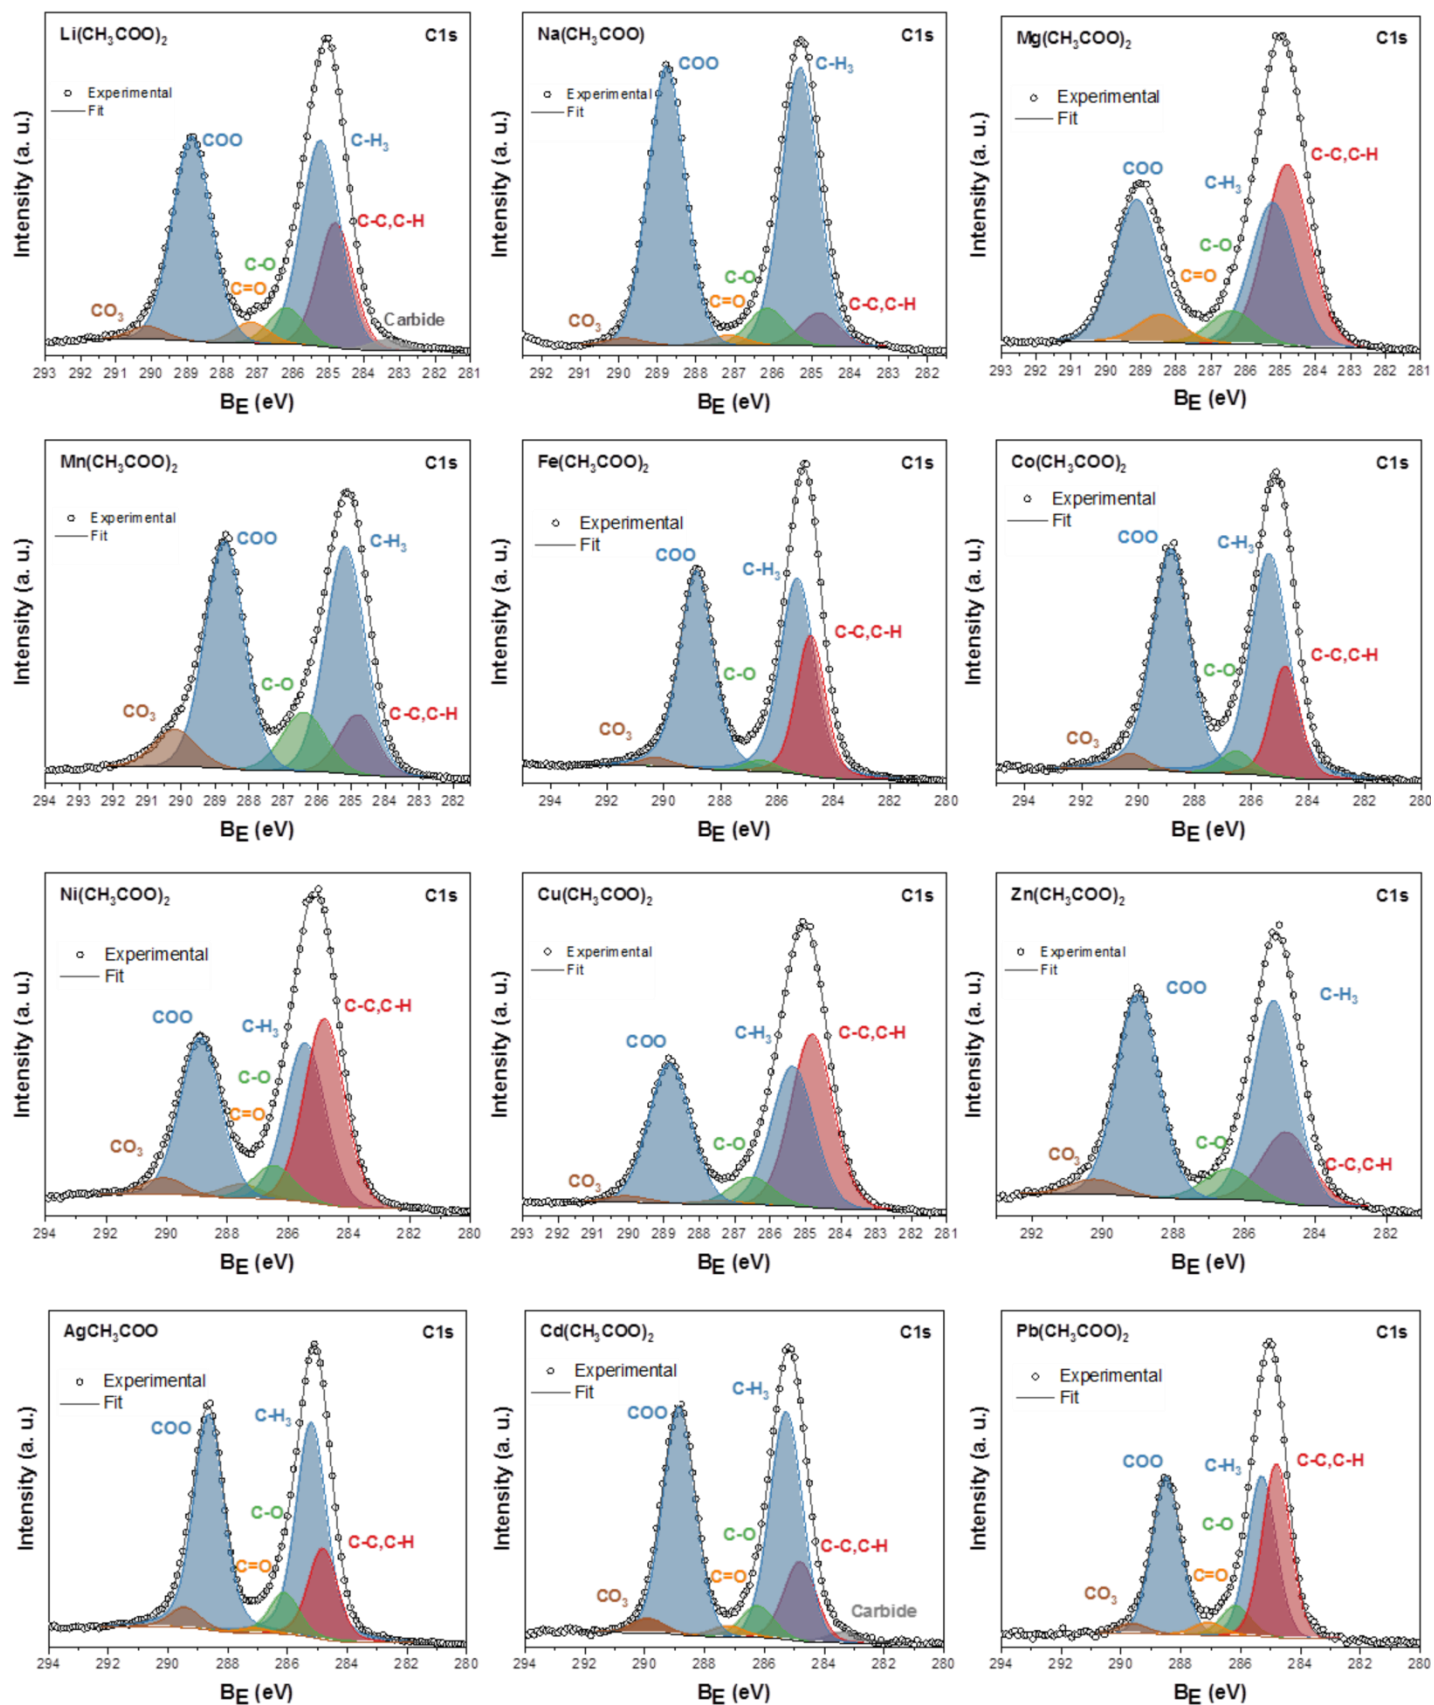 Li(CH₃COO)₂ C1s
Experimental
Fit
COO
C-H₃
C-C,C-H
C-O
C=O
CO₃
Carbide
Intensity (a. u.)
293 292 291 290 289 288 287 286 285 284 283 282 281
BE (eV)
Na(CH₃COO) C1s
Experimental
Fit
COO
C-H₃
C-O
C=O
CO₃
C-C,C-H
Intensity (a. u.)
292 291 290 289 288 287 286 285 284 283 282
BE (eV)
Mg(CH₃COO)₂ C1s
Experimental
Fit
C-C,C-H
COO
C-H₃
C-O
C=O
Intensity (a. u.)
293 292 291 290 289 288 287 286 285 284 283 282 281
BE (eV)
Mn(CH₃COO)₂ C1s
Experimental
Fit
COO
C-H₃
C-O
CO₃
C-C,C-H
Intensity (a. u.)
294 293 292 291 290 289 288 287 286 285 284 283 282
BE (eV)
Fe(CH₃COO)₂ C1s
Experimental
Fit
COO
C-H₃
C-C,C-H
C-O
CO₃
Intensity (a. u.)
294 292 290 288 286 284 282 280
BE (eV)
Co(CH₃COO)₂ C1s
Experimental
Fit
COO
C-H₃
C-C,C-H
C-O
CO₃
Intensity (a. u.)
294 292 290 288 286 284 282 280
BE (eV)
Ni(CH₃COO)₂ C1s
Experimental
Fit
C-C,C-H
COO
C-H₃
C-O
C=O
CO₃
Intensity (a. u.)
294 292 290 288 286 284 282 280
BE (eV)
Cu(CH₃COO)₂ C1s
Experimental
Fit
COO
C-H₃
C-C,C-H
C-O
CO₃
Intensity (a. u.)
293 292 291 290 289 288 287 286 285 284 283 282 281
BE (eV)
Zn(CH₃COO)₂ C1s
Experimental
Fit
COO
C-H₃
C-O
CO₃
C-C,C-H
Intensity (a. u.)
292 290 288 286 284 282
BE (eV)
AgCH₃COO C1s
Experimental
Fit
COO
C-H₃
C-O
C-C,C-H
C=O
Intensity (a. u.)
294 292 290 288 286 284 282 280
BE (eV)
Cd(CH₃COO)₂ C1s
Experimental
Fit
C-H₃
COO
C-O
C-C,C-H
C=O
CO₃
Carbide
Intensity (a. u.)
294 292 290 288 286 284 282 280
BE (eV)
Pb(CH₃COO)₂ C1s
Experimental
Fit
COO
C-H₃
C-C,C-H
C-O
C=O
CO₃
Intensity (a. u.)
294 292 290 288 286 284 282 280
BE (eV)